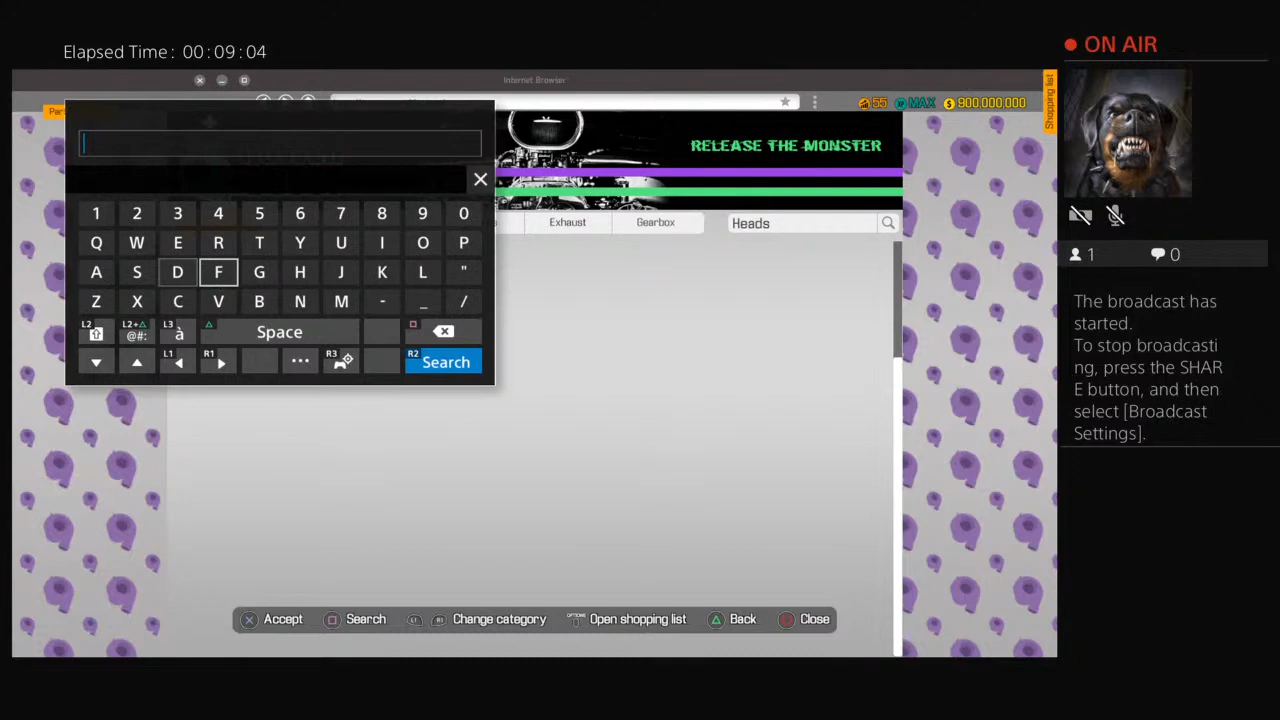 Elapsed Time: 00:09:04
ON AIR
Internet Browser
Par
55 MAX $ 900,000,000
Shopping list
RELEASE THE MONSTER
Exhaust
Gearbox
Heads
1 2 3 4 5 6 7 8 9 0
Q W E R T Y U I O P
A S D F G H J K L "
Z X C V B N M - _ /
L2 L2+△ @#: L3 à △ Space
L1 R1 ... R3 R2 Search
1 0
The broadcast has
started.
To stop broadcasti
ng, press the SHAR
E button, and then
select [Broadcast
Settings].
Accept Search Change category OPTIONS Open shopping list Back Close